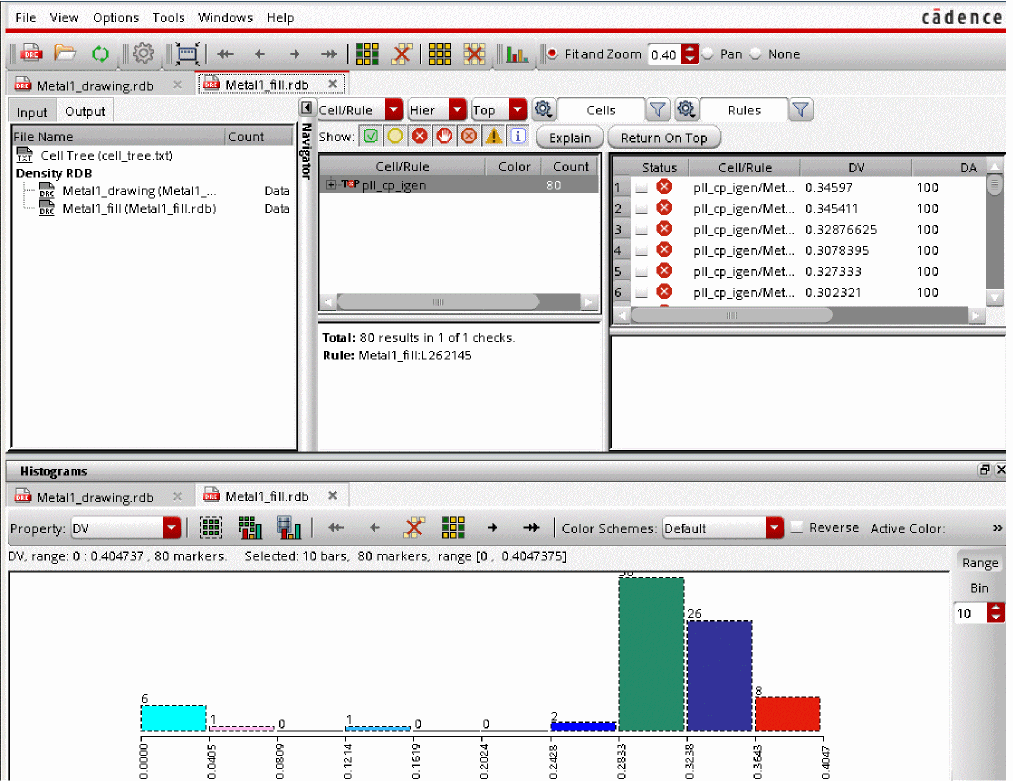 File View Options Tools Windows Help
cādence
Fit and Zoom 0.40 Pan None
Metal1_drawing.rdb
Metal1_fill.rdb
Input Output
File Name Count
Cell Tree (cell_tree.txt)
Density RDB
Metal1_drawing (Metal1_... Data
Metal1_fill (Metal1_fill.rdb) Data
Navigator
Cell/Rule Hier Top Cells Rules
Show: Explain Return On Top
Cell/Rule Color Count
TOP pll_cp_igen 80
Total: 80 results in 1 of 1 checks.
Rule: Metal1_fill:L262145
Status Cell/Rule DV DA
1 pll_cp_igen/Met... 0.34597 100
2 pll_cp_igen/Met... 0.345411 100
3 pll_cp_igen/Met... 0.32876625 100
4 pll_cp_igen/Met... 0.3078395 100
5 pll_cp_igen/Met... 0.327333 100
6 pll_cp_igen/Met... 0.302321 100
Histograms
Metal1_drawing.rdb
Metal1_fill.rdb
Property: DV Color Schemes: Default Reverse Active Color: »
DV, range: 0 : 0.404737 , 80 markers. Selected: 10 bars, 80 markers, range [0 , 0.4047375]
Range
Bin
10
6 1 0 1 0 0 2 26 8
0.0000 0.0405 0.0809 0.1214 0.1619 0.2024 0.2428 0.2833 0.3238 0.3643 0.4047